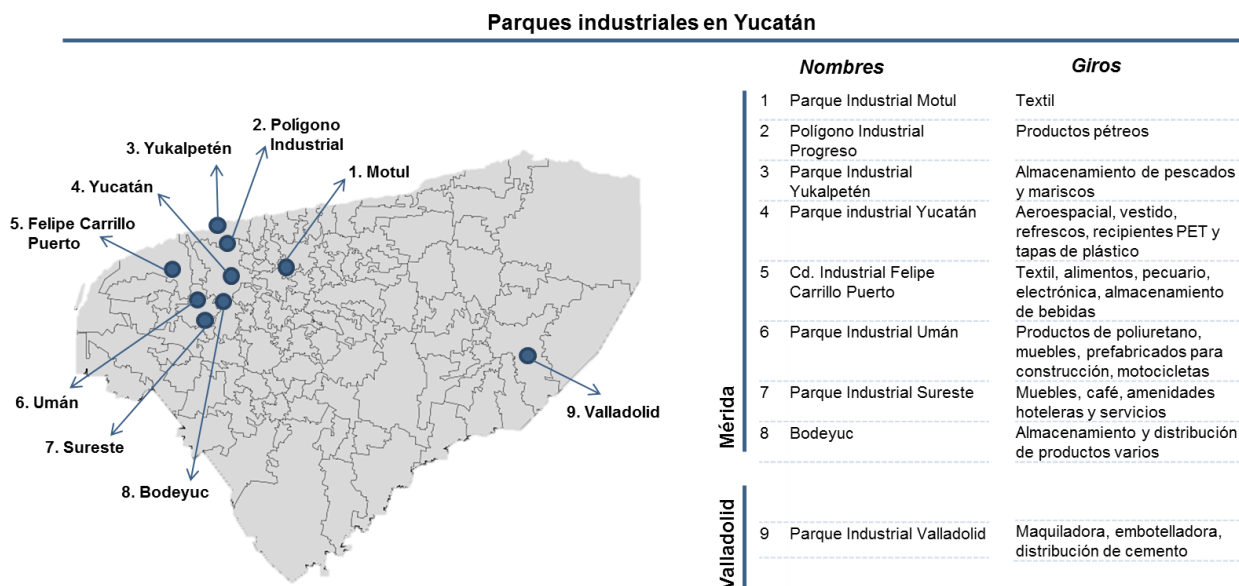 Parques industriales en Yucatán
2. Polígono
Industrial
3. Yukalpetén
1. Motul
4. Yucatán
5. Felipe Carrillo
Puerto
6. Umán
7. Sureste
8. Bodeyuc
9. Valladolid
Nombres
Giros
Mérida
1 Parque Industrial Motul Textil
2 Polígono Industrial Productos pétreos
Progreso
3 Parque Industrial Almacenamiento de pescados
Yukalpetén y mariscos
4 Parque industrial Yucatán Aeroespacial, vestido,
refrescos, recipientes PET y
tapas de plástico
5 Cd. Industrial Felipe Textil, alimentos, pecuario,
Carrillo Puerto electrónica, almacenamiento
de bebidas
6 Parque Industrial Umán Productos de poliuretano,
muebles, prefabricados para
construcción, motocicletas
7 Parque Industrial Sureste Muebles, café, amenidades
hoteleras y servicios
8 Bodeyuc Almacenamiento y distribución
de productos varios
Valladolid
9 Parque Industrial Valladolid Maquiladora, embotelladora,
distribución de cemento